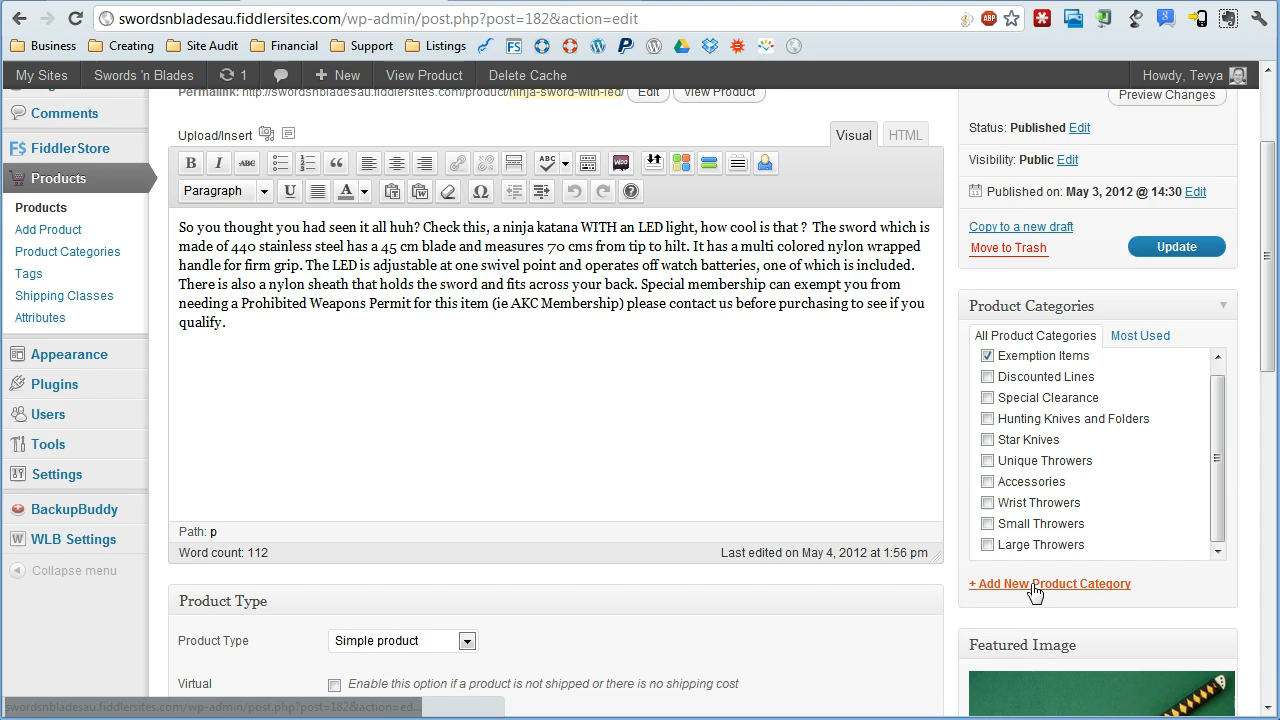 swordsnbladesau.fiddlersites.com/wp-admin/post.php?post=182&action=edit
Business Creating Site Audit Financial Support Listings
My Sites Swords 'n Blades 1 New View Product Delete Cache Howdy, Tevya
Permalink: http://swordsnbladesau.fiddlersites.com/product/ninja-sword-with-led/ Edit View Product
Comments
FiddlerStore
Products
Products
Add Product
Product Categories
Tags
Shipping Classes
Attributes
Appearance
Plugins
Users
Tools
Settings
BackupBuddy
WLB Settings
Collapse menu
Upload/Insert Visual HTML
Paragraph
So you thought you had seen it all huh? Check this, a ninja katana WITH an LED light, how cool is that ? The sword which is
made of 440 stainless steel has a 45 cm blade and measures 70 cms from tip to hilt. It has a multi colored nylon wrapped
handle for firm grip. The LED is adjustable at one swivel point and operates off watch batteries, one of which is included.
There is also a nylon sheath that holds the sword and fits across your back. Special membership can exempt you from
needing a Prohibited Weapons Permit for this item (ie AKC Membership) please contact us before purchasing to see if you
qualify.
Path: p
Word count: 112 Last edited on May 4, 2012 at 1:56 pm
Product Type
Product Type Simple product
Virtual Enable this option if a product is not shipped or there is no shipping cost
Preview Changes
Status: Published Edit
Visibility: Public Edit
Published on: May 3, 2012 @ 14:30 Edit
Copy to a new draft
Move to Trash Update
Product Categories
All Product Categories Most Used
Exemption Items
Discounted Lines
Special Clearance
Hunting Knives and Folders
Star Knives
Unique Throwers
Accessories
Wrist Throwers
Small Throwers
Large Throwers
+ Add New Product Category
Featured Image
swordsnbladesau.fiddlersites.com/wp-admin/post.php?post=182&action=ed...